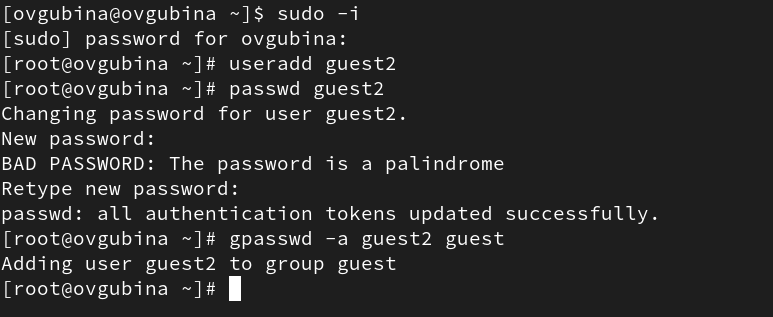 [ovgubina@ovgubina ~]$ sudo -i
[sudo] password for ovgubina:
[root@ovgubina ~]# useradd guest2
[root@ovgubina ~]# passwd guest2
Changing password for user guest2.
New password:
BAD PASSWORD: The password is a palindrome
Retype new password:
passwd: all authentication tokens updated successfully.
[root@ovgubina ~]# gpasswd -a guest2 guest
Adding user guest2 to group guest
[root@ovgubina ~]#